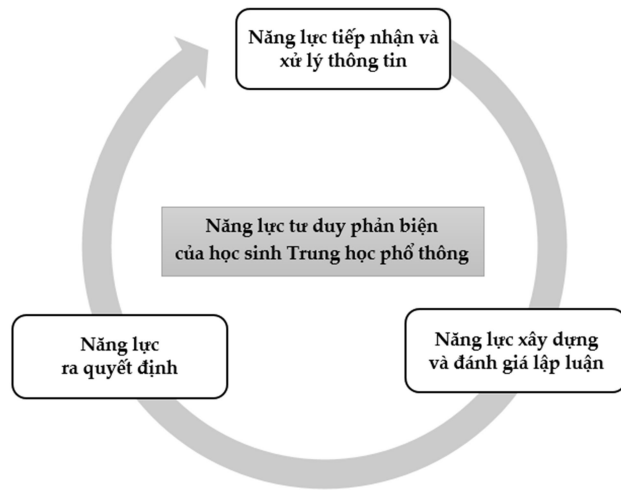 Năng lực tiếp nhận và
xử lý thông tin
Năng lực tư duy phản biện
của học sinh Trung học phổ thông
Năng lực
ra quyết định
Năng lực xây dựng
và đánh giá lập luận